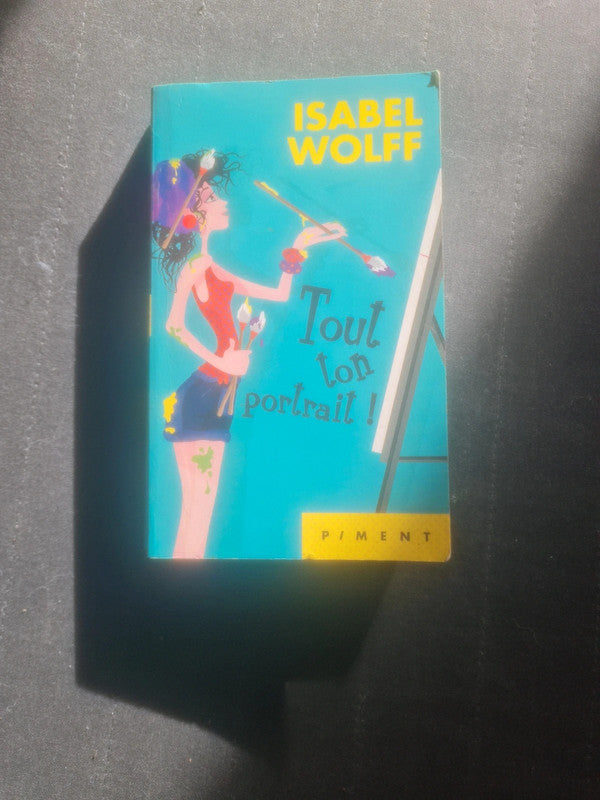 ISABEL
WOLFF
Tout
ton
portrait !
PIMENT